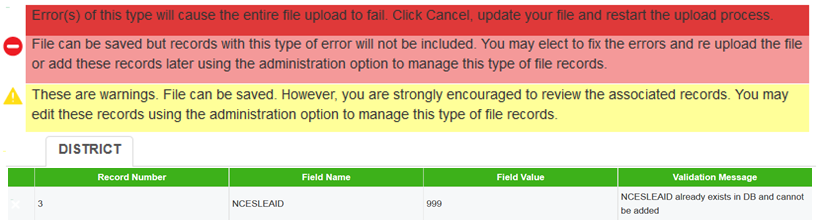 Error(s) of this type will cause the entire file upload to fail. Click Cancel, update your file and restart the upload process.
File can be saved but records with this type of error will not be included. You may elect to fix the errors and re upload the file
or add these records later using the administration option to manage this type of file records.
These are warnings. File can be saved. However, you are strongly encouraged to review the associated records. You may
edit these records using the administration option to manage this type of file records.
DISTRICT
Record Number Field Name Field Value Validation Message
3 NCESLEAID 999 NCESLEAID already exists in DB and cannot
be added